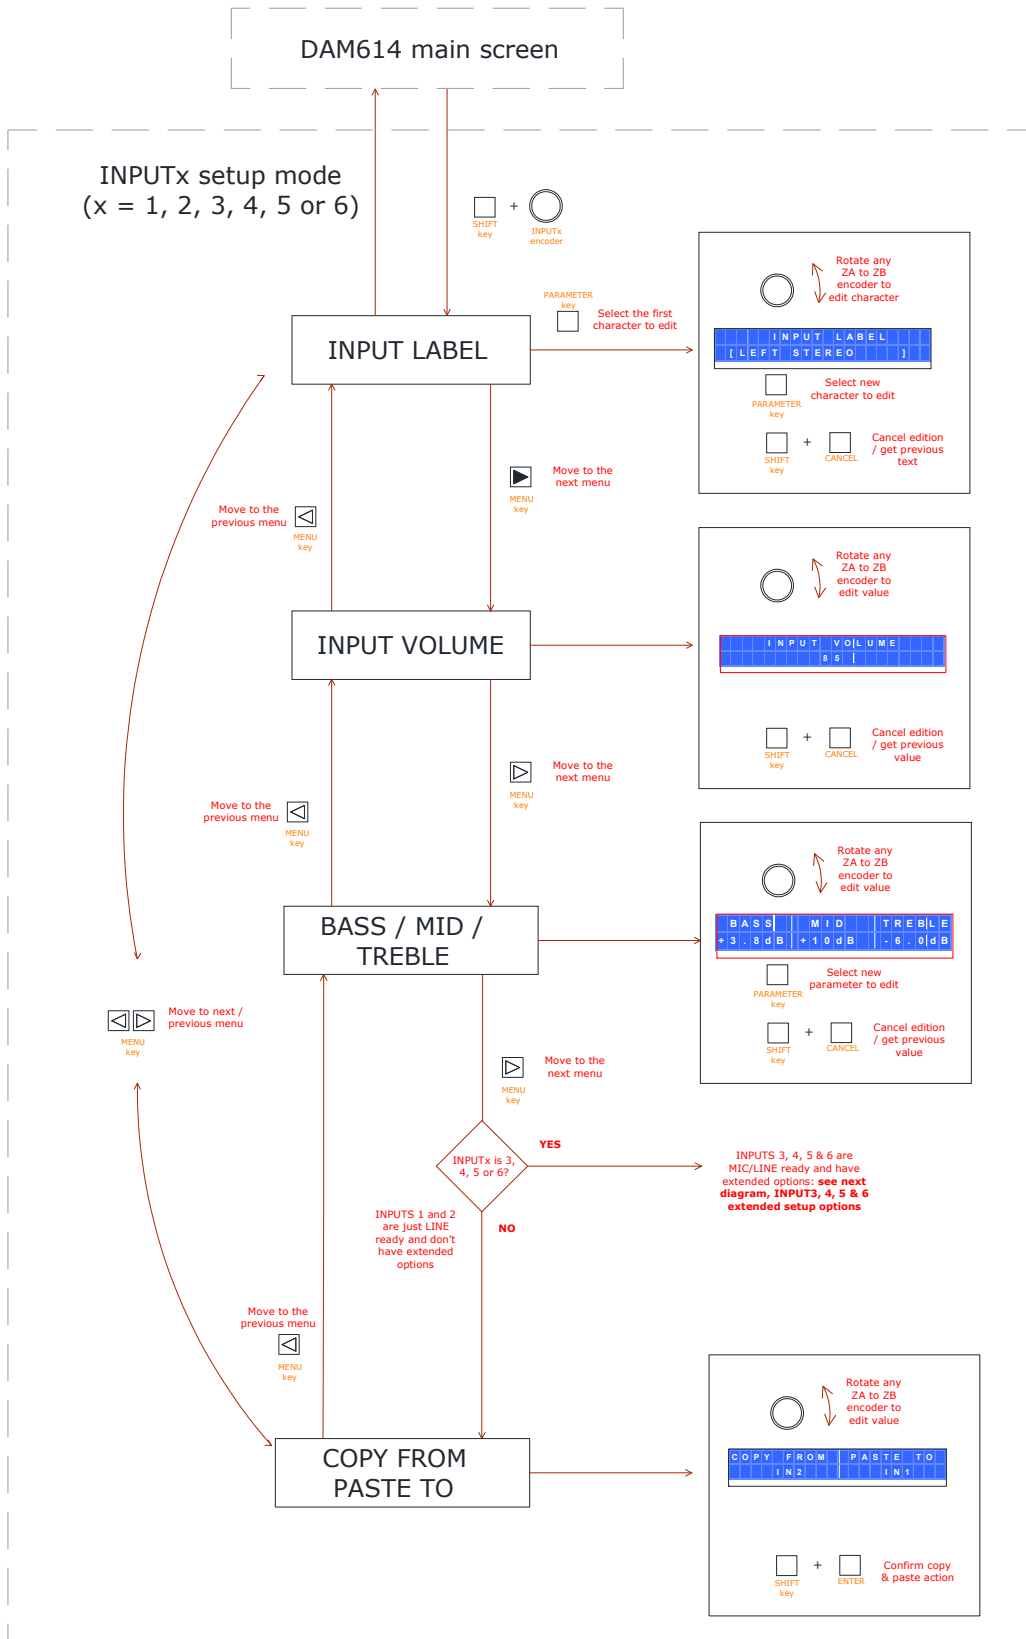 DAM614 main screen
INPUTx setup mode
(x = 1, 2, 3, 4, 5 or 6)
SHIFT
key
+
INPUTx
encoder
PARAMETER
key
Select the first
character to edit
INPUT LABEL
Rotate any
ZA to ZB
encoder to
edit character
INPUT LABEL
[LEFT STEREO ]
PARAMETER
key
Select new
character to edit
SHIFT
key
+
CANCEL
Cancel edition
/ get previous
text
MENU
key
Move to the
next menu
Move to the
previous menu
MENU
key
INPUT VOLUME
Rotate any
ZA to ZB
encoder to
edit value
INPUT VOLUME
85
SHIFT
key
+
CANCEL
Cancel edition
/ get previous
value
MENU
key
Move to the
next menu
Move to the
previous menu
MENU
key
BASS / MID /
TREBLE
Rotate any
ZA to ZB
encoder to
edit value
BASS MID TREBLE
+3.8dB +10dB -6.0dB
PARAMETER
key
Select new
parameter to edit
SHIFT
key
+
CANCEL
Cancel edition
/ get previous
value
MENU
key
Move to next /
previous menu
MENU
key
Move to the
next menu
INPUTx is 3,
4, 5 or 6?
YES
INPUTS 3, 4, 5 & 6 are
MIC/LINE ready and have
extended options: see next
diagram, INPUT3, 4, 5 & 6
extended setup options
NO
INPUTS 1 and 2
are just LINE
ready and don't
have extended
options
Move to the
previous menu
MENU
key
COPY FROM
PASTE TO
Rotate any
ZA to ZB
encoder to
edit value
COPY FROM PASTE TO
IN2 IN1
SHIFT
key
+
ENTER
Confirm copy
& paste action